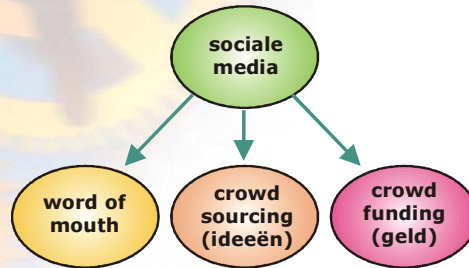 sociale
media
word of
mouth
crowd
sourcing
(ideeën)
crowd
funding
(geld)